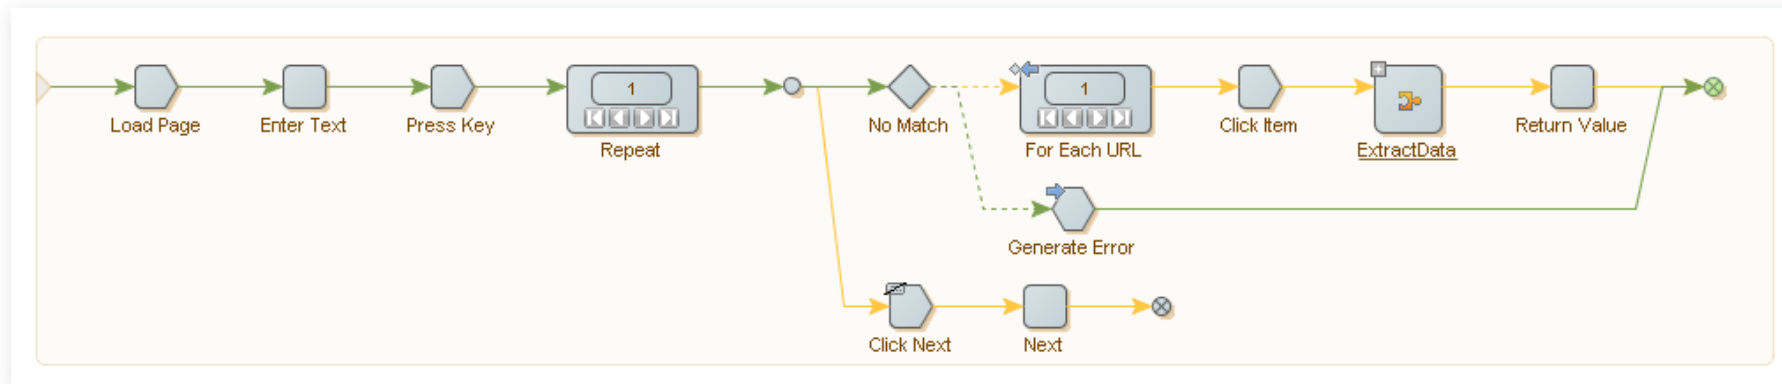 Load Page
Enter Text
Press Key
1
Repeat
No Match
1
For Each URL
Click Item
ExtractData
Return Value
Generate Error
Click Next
Next